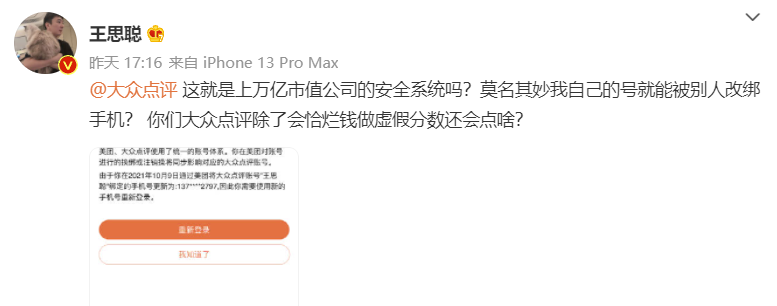 王思聪
昨天 17:16 来自 iPhone 13 Pro Max
@大众点评 这就是上万亿市值公司的安全系统吗？莫名其妙我自己的号就能被别人改绑
手机？ 你们大众点评除了会恰烂钱做虚假分数还会点啥？
美团、大众点评使用了统一的账号体系。你在美团对账号
进行的换绑或注销操将同步影响对应的大众点评账号。
由于你在2021年10月9日通过美团将大众点评账号“王思
聪”绑定的手机号更新为:137****2797,因此你需要使用新的
手机号重新登录。
重新登录
我知道了